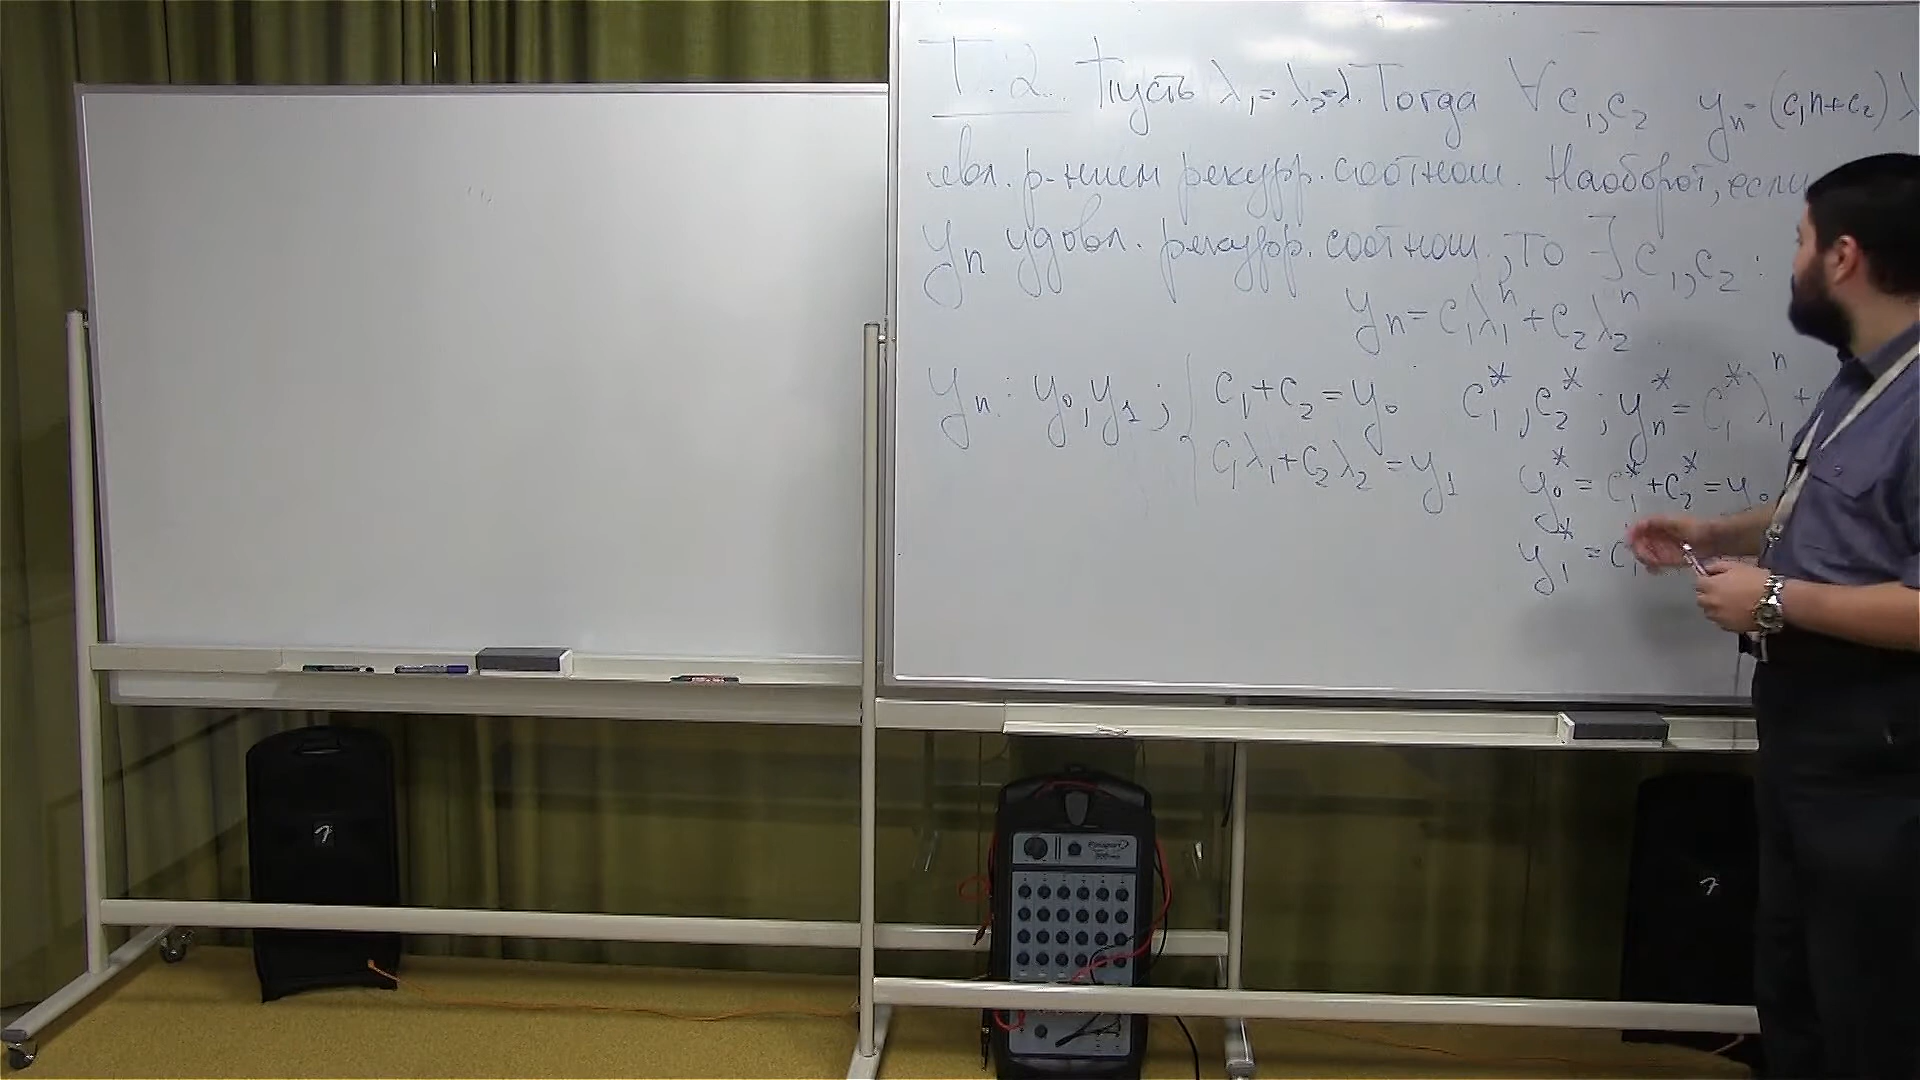 Т. 2. Пусть λ₁=λ₂=λ. Тогда ∀ c₁,c₂ yₙ=(c₁n+c₂)λ
явл. р-нием рекурр. соотнош. Наоборот, если
yₙ удовл. рекурр. соотнош., то ∃ c₁,c₂ :
yₙ = c₁λ₁ⁿ + c₂λ₂ⁿ.
yₙ : y₀, y₁ ; { c₁+c₂=y₀ c₁*, c₂* ; yₙ* = c₁*λ₁ⁿ +
c₁λ₁+c₂λ₂=y₁ y₀* = c₁*+c₂* = y₀
y₁* = c₁